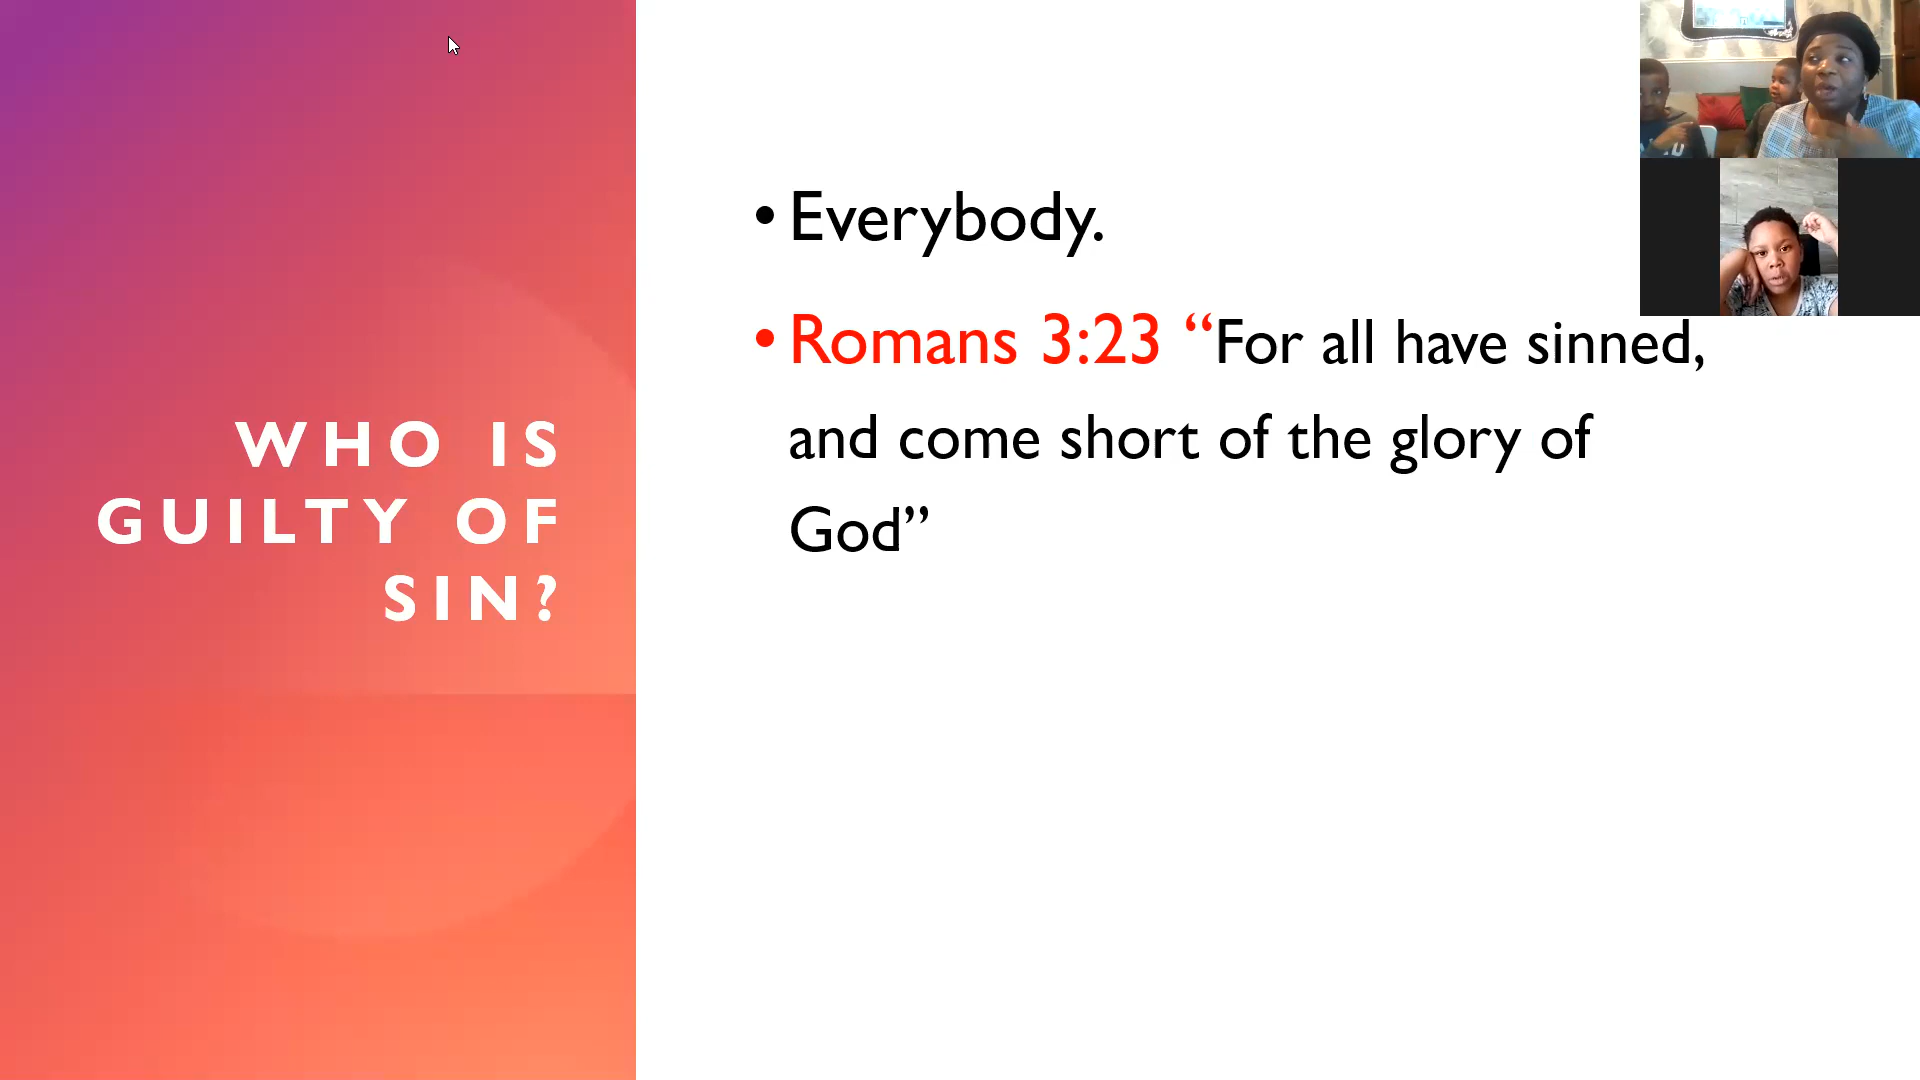 WHO IS
GUILTY OF
SIN?
• Everybody.
• Romans 3:23 “For all have sinned,
and come short of the glory of
God”